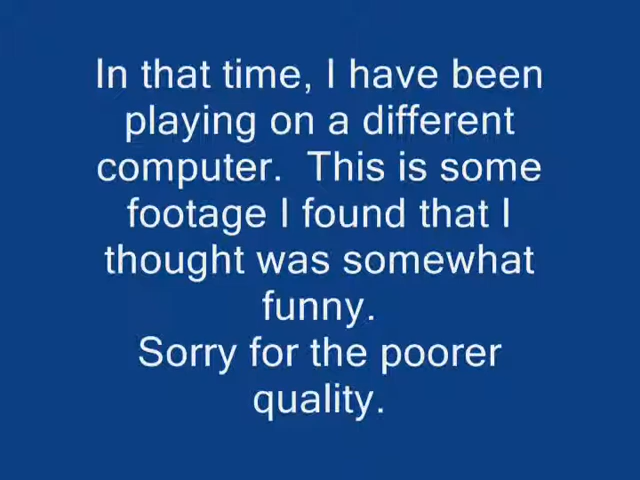 In that time, I have been
playing on a different
computer.  This is some
footage I found that I
thought was somewhat
funny.
Sorry for the poorer
quality.